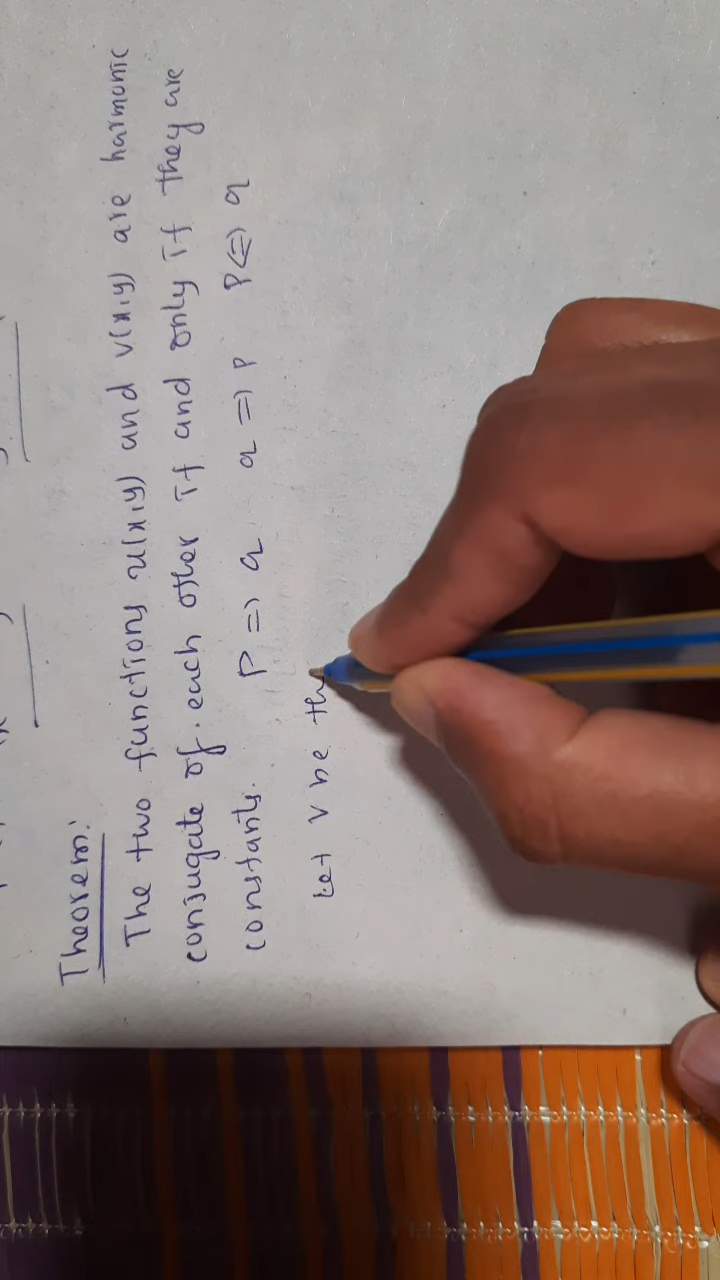 Theorem:
The two functions u(x,y) and v(x,y) are harmonic
conjugate of each other if and only if they are
constants. P => q q => P P <=> q
Let v be th